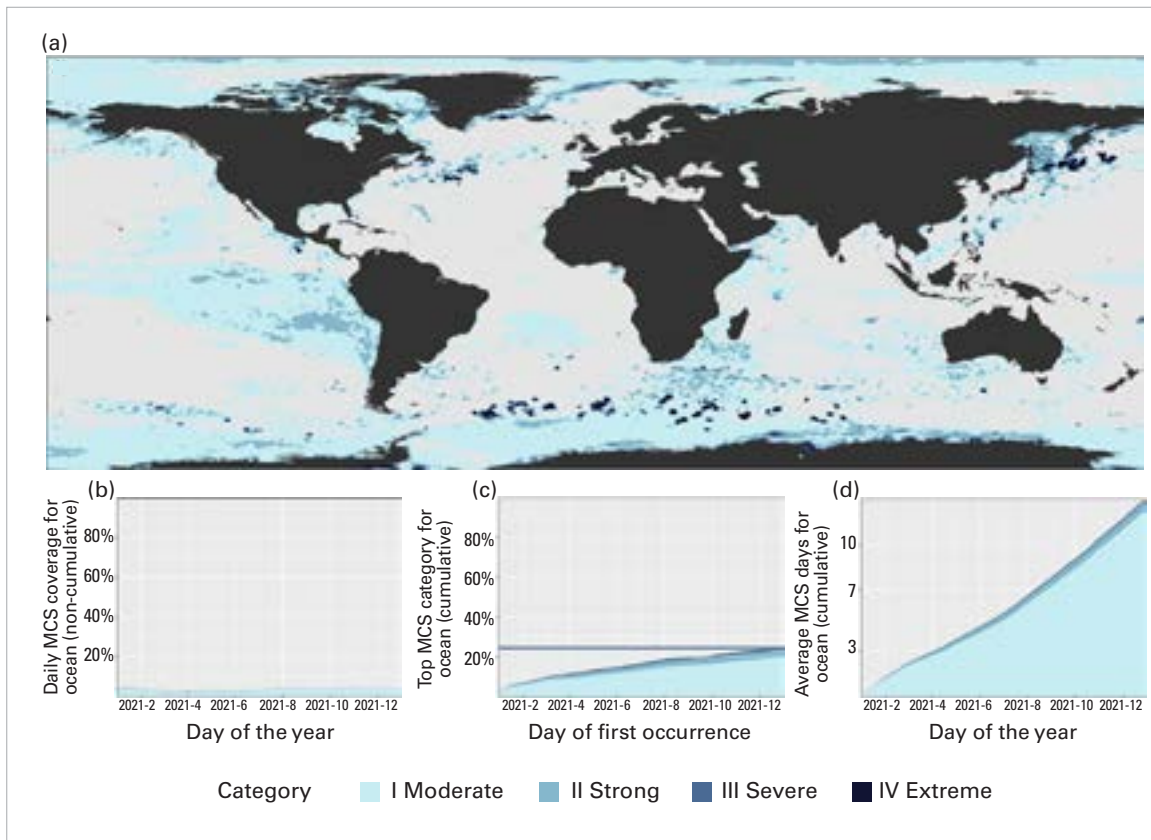 (a)
(b)
Daily MCS coverage for
ocean (non-cumulative)
80%
60%
40%
20%
2021-2 2021-4 2021-6 2021-8 2021-10 2021-12
Day of the year
(c)
Top MCS category for
ocean (cumulative)
80%
60%
40%
20%
2021-2 2021-4 2021-6 2021-8 2021-10 2021-12
Day of first occurrence
(d)
Average MCS days for
ocean (cumulative)
10
7
3
2021-2 2021-4 2021-6 2021-8 2021-10 2021-12
Day of the year
Category I Moderate II Strong III Severe IV Extreme